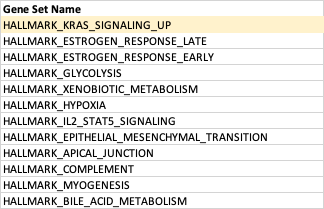 Gene Set Name
HALLMARK_KRAS_SIGNALING_UP
HALLMARK_ESTROGEN_RESPONSE_LATE
HALLMARK_ESTROGEN_RESPONSE_EARLY
HALLMARK_GLYCOLYSIS
HALLMARK_XENOBIOTIC_METABOLISM
HALLMARK_HYPOXIA
HALLMARK_IL2_STAT5_SIGNALING
HALLMARK_EPITHELIAL_MESENCHYMAL_TRANSITION
HALLMARK_APICAL_JUNCTION
HALLMARK_COMPLEMENT
HALLMARK_MYOGENESIS
HALLMARK_BILE_ACID_METABOLISM